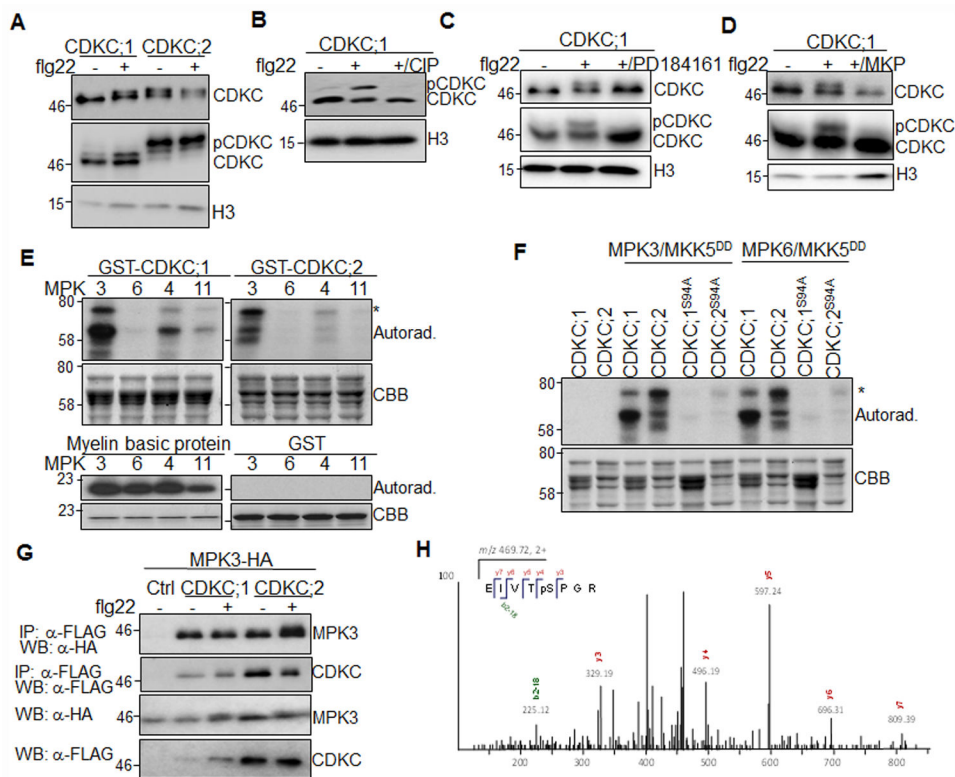 A
CDKC;1 CDKC;2
flg22 - + - +
46
CDKC
46
pCDKC
CDKC
15
H3
B
CDKC;1
flg22 - + +/CIP
46
pCDKC
CDKC
15
H3
C
CDKC;1
flg22 - + +/PD184161
46
CDKC
46
pCDKC
CDKC
15
H3
D
CDKC;1
flg22 - + +/MKP
46
CDKC
46
pCDKC
CDKC
15
H3
E
GST-CDKC;1 GST-CDKC;2
MPK 3 6 4 11 3 6 4 11
80
*
58
Autorad.
80
58
CBB
Myelin basic protein GST
MPK 3 6 4 11 3 6 4 11
23
Autorad.
23
CBB
F
MPK3/MKK5DD MPK6/MKK5DD
CDKC;1 CDKC;2 CDKC;1 CDKC;2 CDKC;1S94A CDKC;2S94A CDKC;1 CDKC;2 CDKC;1S94A CDKC;2S94A
80
*
58
Autorad.
80
58
CBB
G
MPK3-HA
Ctrl CDKC;1 CDKC;2
flg22 - - + - +
IP: α-FLAG
WB: α-HA
46
MPK3
IP: α-FLAG
WB: α-FLAG
46
CDKC
WB: α-HA
46
MPK3
WB: α-FLAG
46
CDKC
H
m/z 469.72, 2+
y7 y6 y5 y4 y3
E I V T pS P G R
b2-18
100
y5
597.24
y3
329.19
y4
496.19
b2-18
225.12
y6
696.31
y7
809.39
200 400 600 800